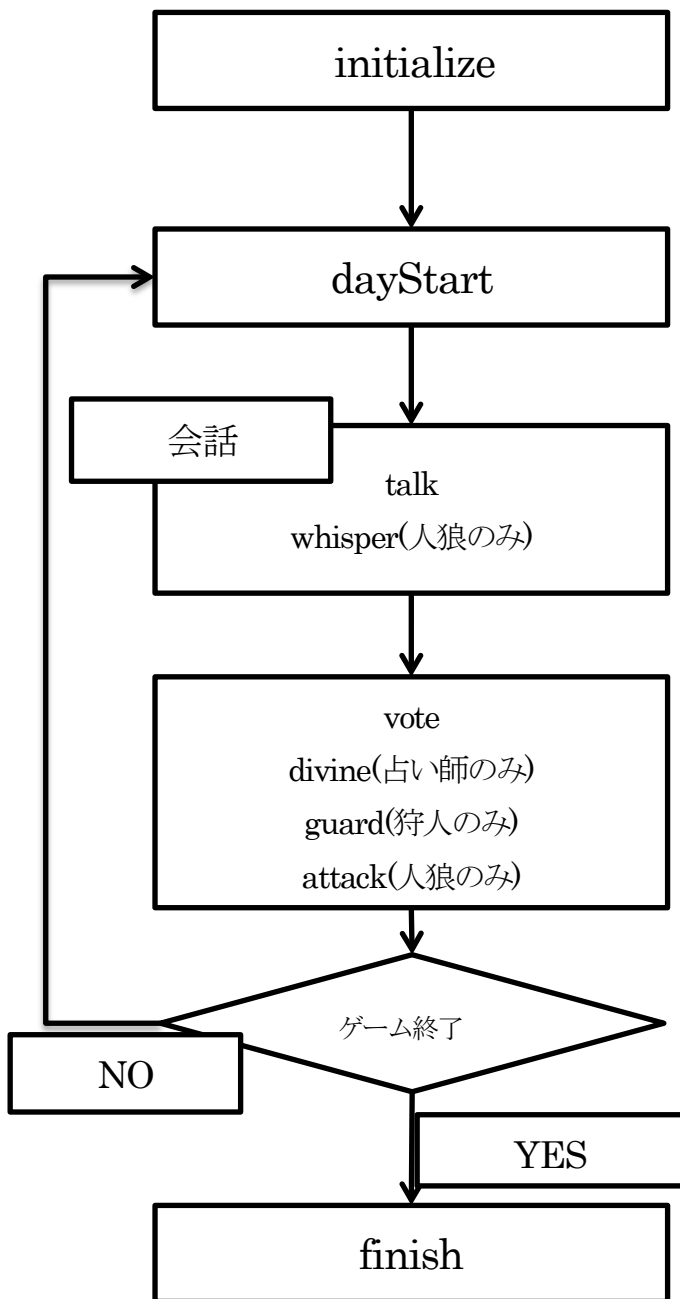 initialize
dayStart
会話
talk
whisper(人狼のみ)
vote
divine(占い師のみ)
guard(狩人のみ)
attack(人狼のみ)
ゲーム終了
NO
YES
finish